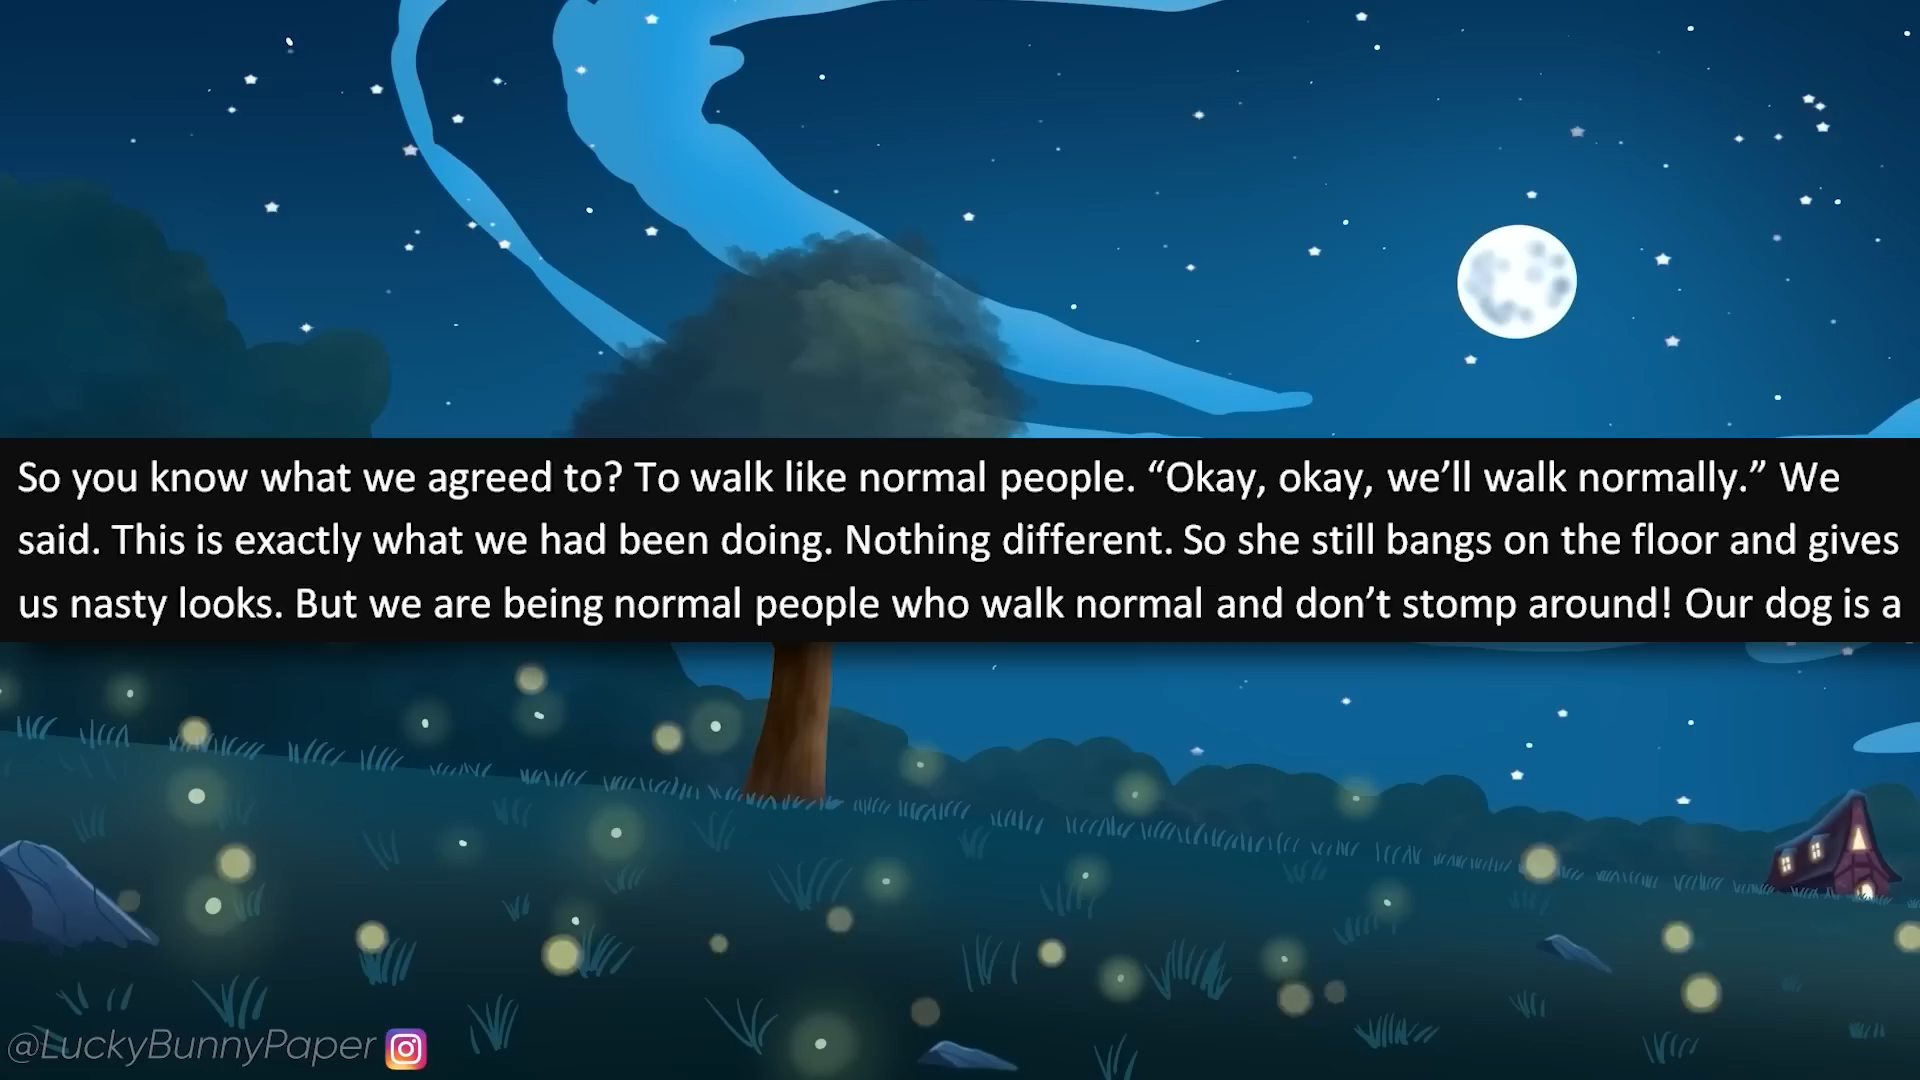 So you know what we agreed to? To walk like normal people. “Okay, okay, we’ll walk normally.” We
said. This is exactly what we had been doing. Nothing different. So she still bangs on the floor and gives
us nasty looks. But we are being normal people who walk normal and don’t stomp around! Our dog is a
@LuckyBunnyPaper